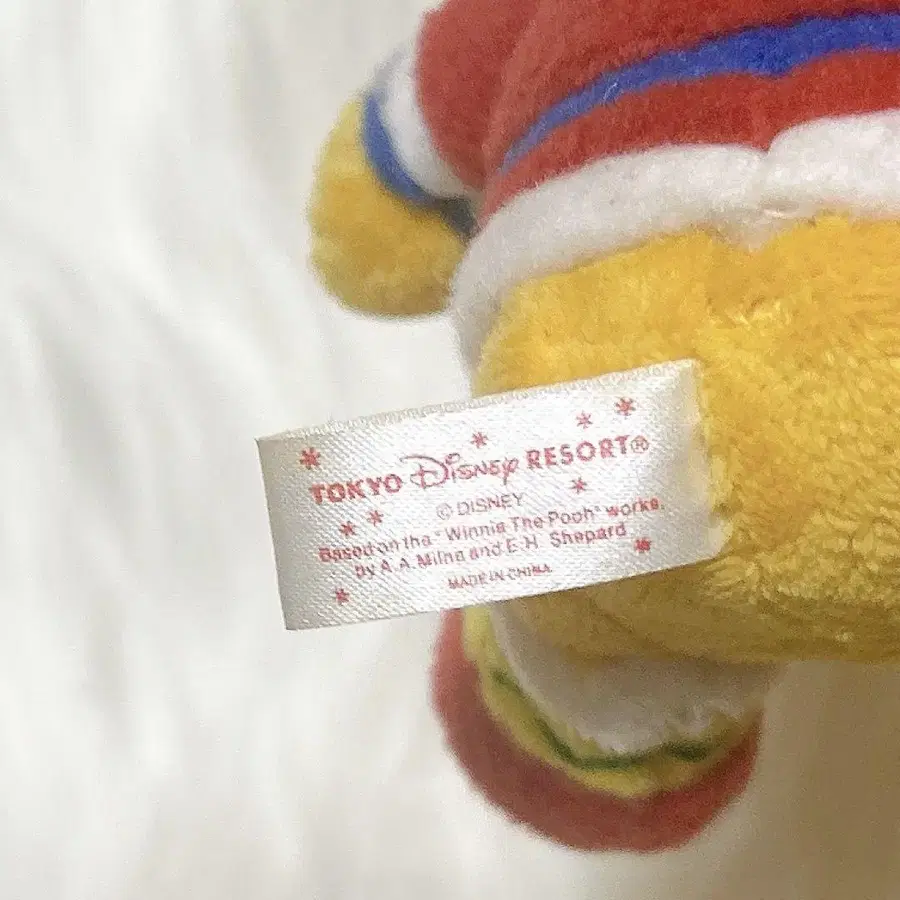 TOKYO Disney RESORT®
© DISNEY
Based on the "Winnie The Pooh" works.
by A. A. Milne and E. H. Shepard
MADE IN CHINA